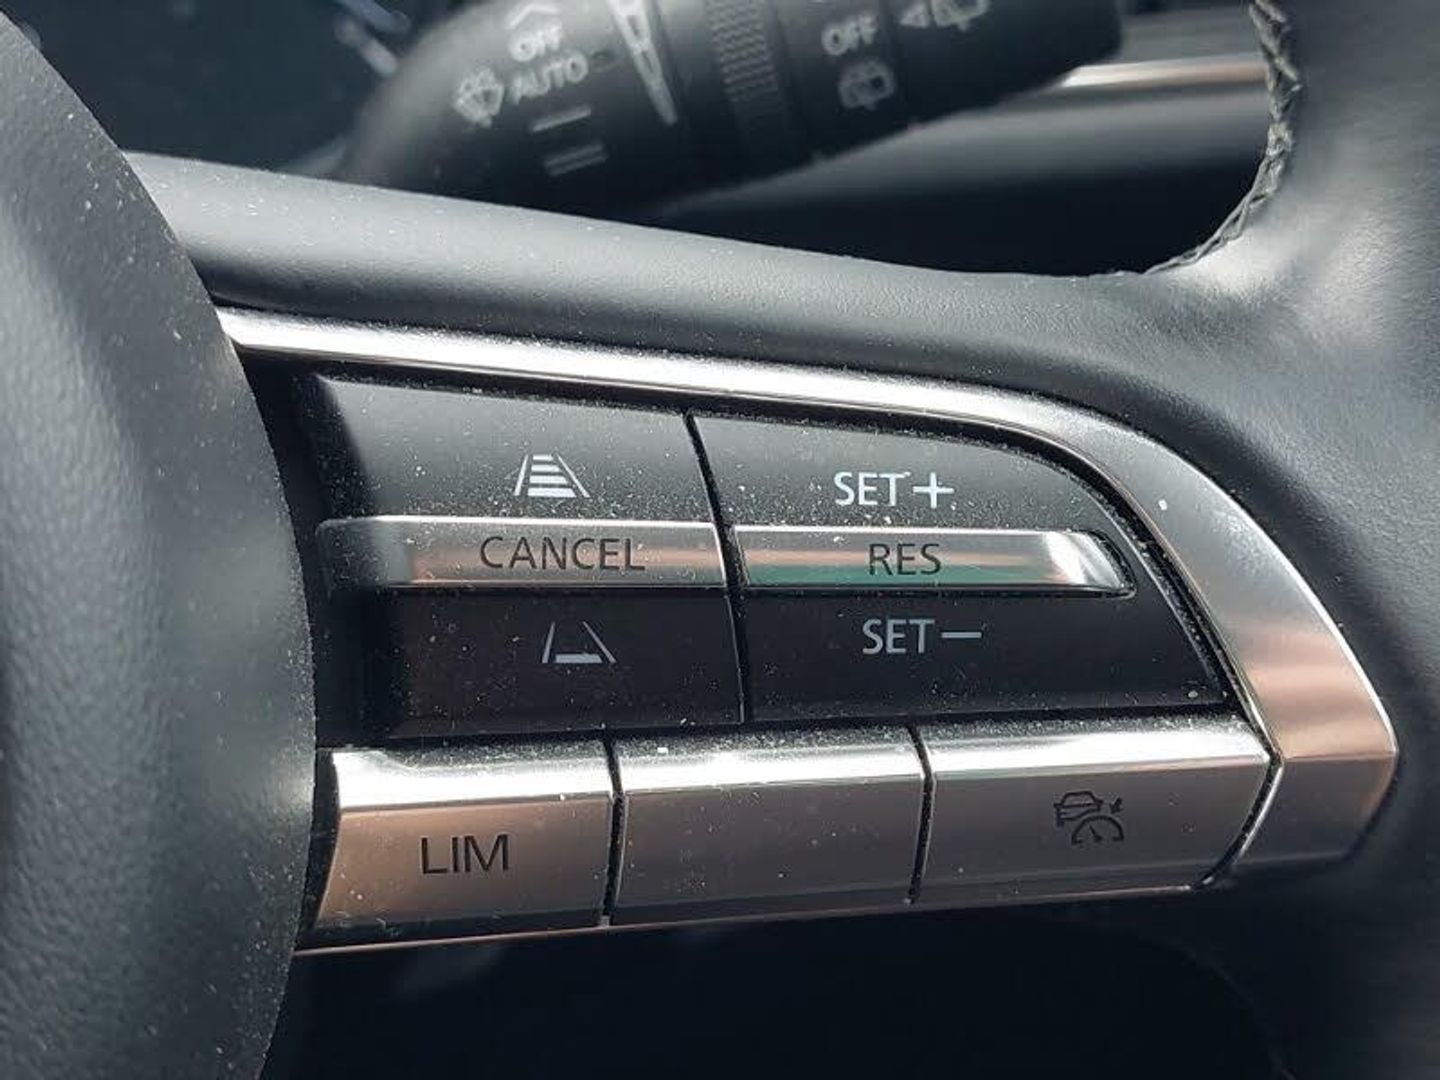 OFF
AUTO
OFF
SET+
CANCEL
RES
SET−
LIM